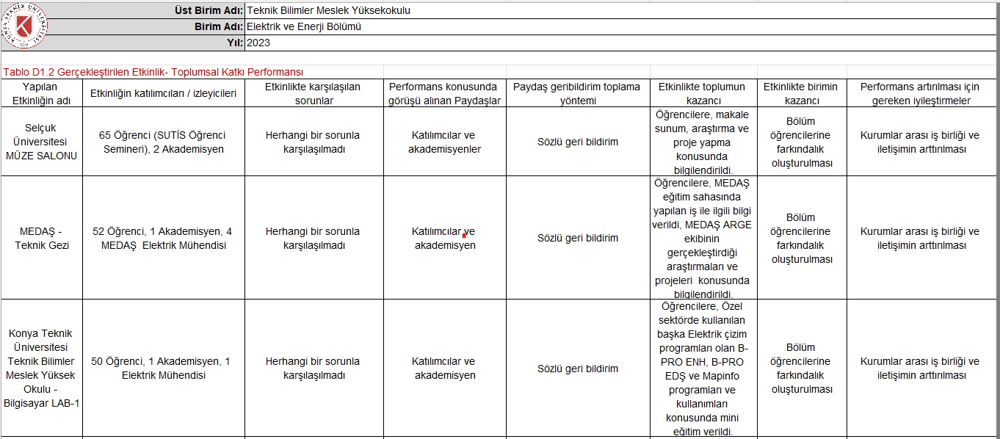 KONYA TEKNİK ÜNİVERSİTESİ
Üst Birim Adı: Teknik Bilimler Meslek Yüksekokulu
Birim Adı: Elektrik ve Enerji Bölümü
Yıl: 2023
Tablo D1.2 Gerçekleştirilen Etkinlik- Toplumsal Katkı Performansı
Yapılan
Etkinliğin adı
Etkinliğin katılımcıları / izleyicileri
Etkinlikte karşılaşılan
sorunlar
Performans konusunda
görüşü alınan Paydaşlar
Paydaş geribildirim toplama
yöntemi
Etkinlikte toplumun
kazancı
Etkinlikte birimin
kazancı
Performans artırılması için
gereken iyileştirmeler
Selçuk
Üniversitesi
MÜZE SALONU
65 Öğrenci (SUTİS Öğrenci
Semineri), 2 Akademisyen
Herhangi bir sorunla
karşılaşılmadı
Katılımcılar ve
akademisyenler
Sözlü geri bildirim
Öğrencilere, makale
sunum, araştırma ve
proje yapma
konusunda
bilgilendirildi.
Bölüm
öğrencilerine
farkındalık
oluşturulması
Kurumlar arası iş birliği ve
iletişimin arttırılması
MEDAŞ -
Teknik Gezi
52 Öğrenci, 1 Akademisyen, 4
MEDAŞ  Elektrik Mühendisi
Herhangi bir sorunla
karşılaşılmadı
Katılımcılar ve
akademisyen
Sözlü geri bildirim
Öğrencilere, MEDAŞ
eğitim sahasında
yapılan iş ile ilgili bilgi
verildi, MEDAŞ ARGE
ekibinin
gerçekleştirdiği
araştırmaları ve
projeleri  konusunda
bilgilendirildi.
Bölüm
öğrencilerine
farkındalık
oluşturulması
Kurumlar arası iş birliği ve
iletişimin arttırılması
Konya Teknik
Üniversitesi
Teknik Bilimler
Meslek Yüksek
Okulu -
Bilgisayar LAB-1
50 Öğrenci, 1 Akademisyen, 1
Elektrik Mühendisi
Herhangi bir sorunla
karşılaşılmadı
Katılımcılar ve
akademisyen
Sözlü geri bildirim
Öğrencilere, Özel
sektörde kullanılan
başka Elektrik çizim
programları olan B-
PRO ENH, B-PRO
EDŞ ve Mapinfo
programları ve
kullanımları
konusunda mini
eğitim verildi.
Bölüm
öğrencilerine
farkındalık
oluşturulması
Kurumlar arası iş birliği ve
iletişimin arttırılması